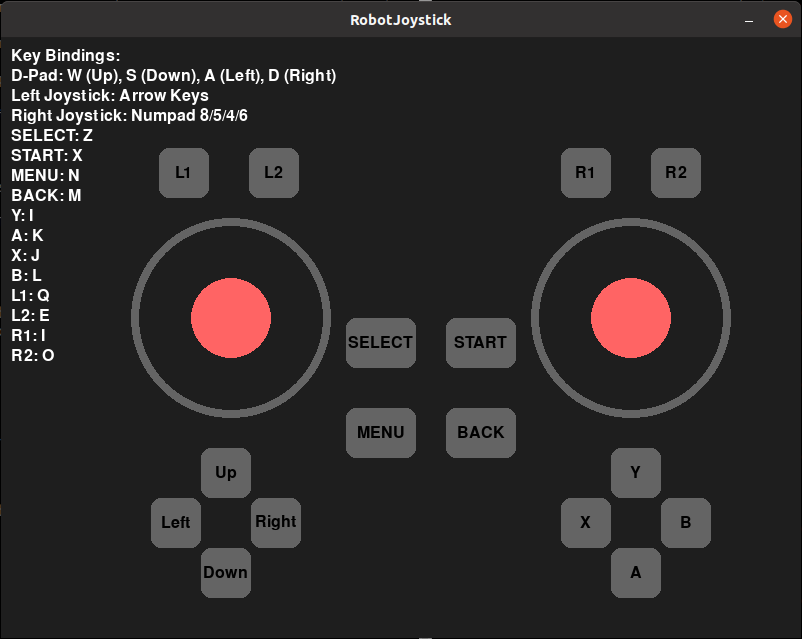 RobotJoystick
Key Bindings:
D-Pad: W (Up), S (Down), A (Left), D (Right)
Left Joystick: Arrow Keys
Right Joystick: Numpad 8/5/4/6
SELECT: Z
START: X
MENU: N
BACK: M
Y: I
A: K
X: J
B: L
L1: Q
L2: E
R1: I
R2: O
L1 L2 R1 R2
SELECT START
MENU BACK
Up Y
Left Right X B
Down A